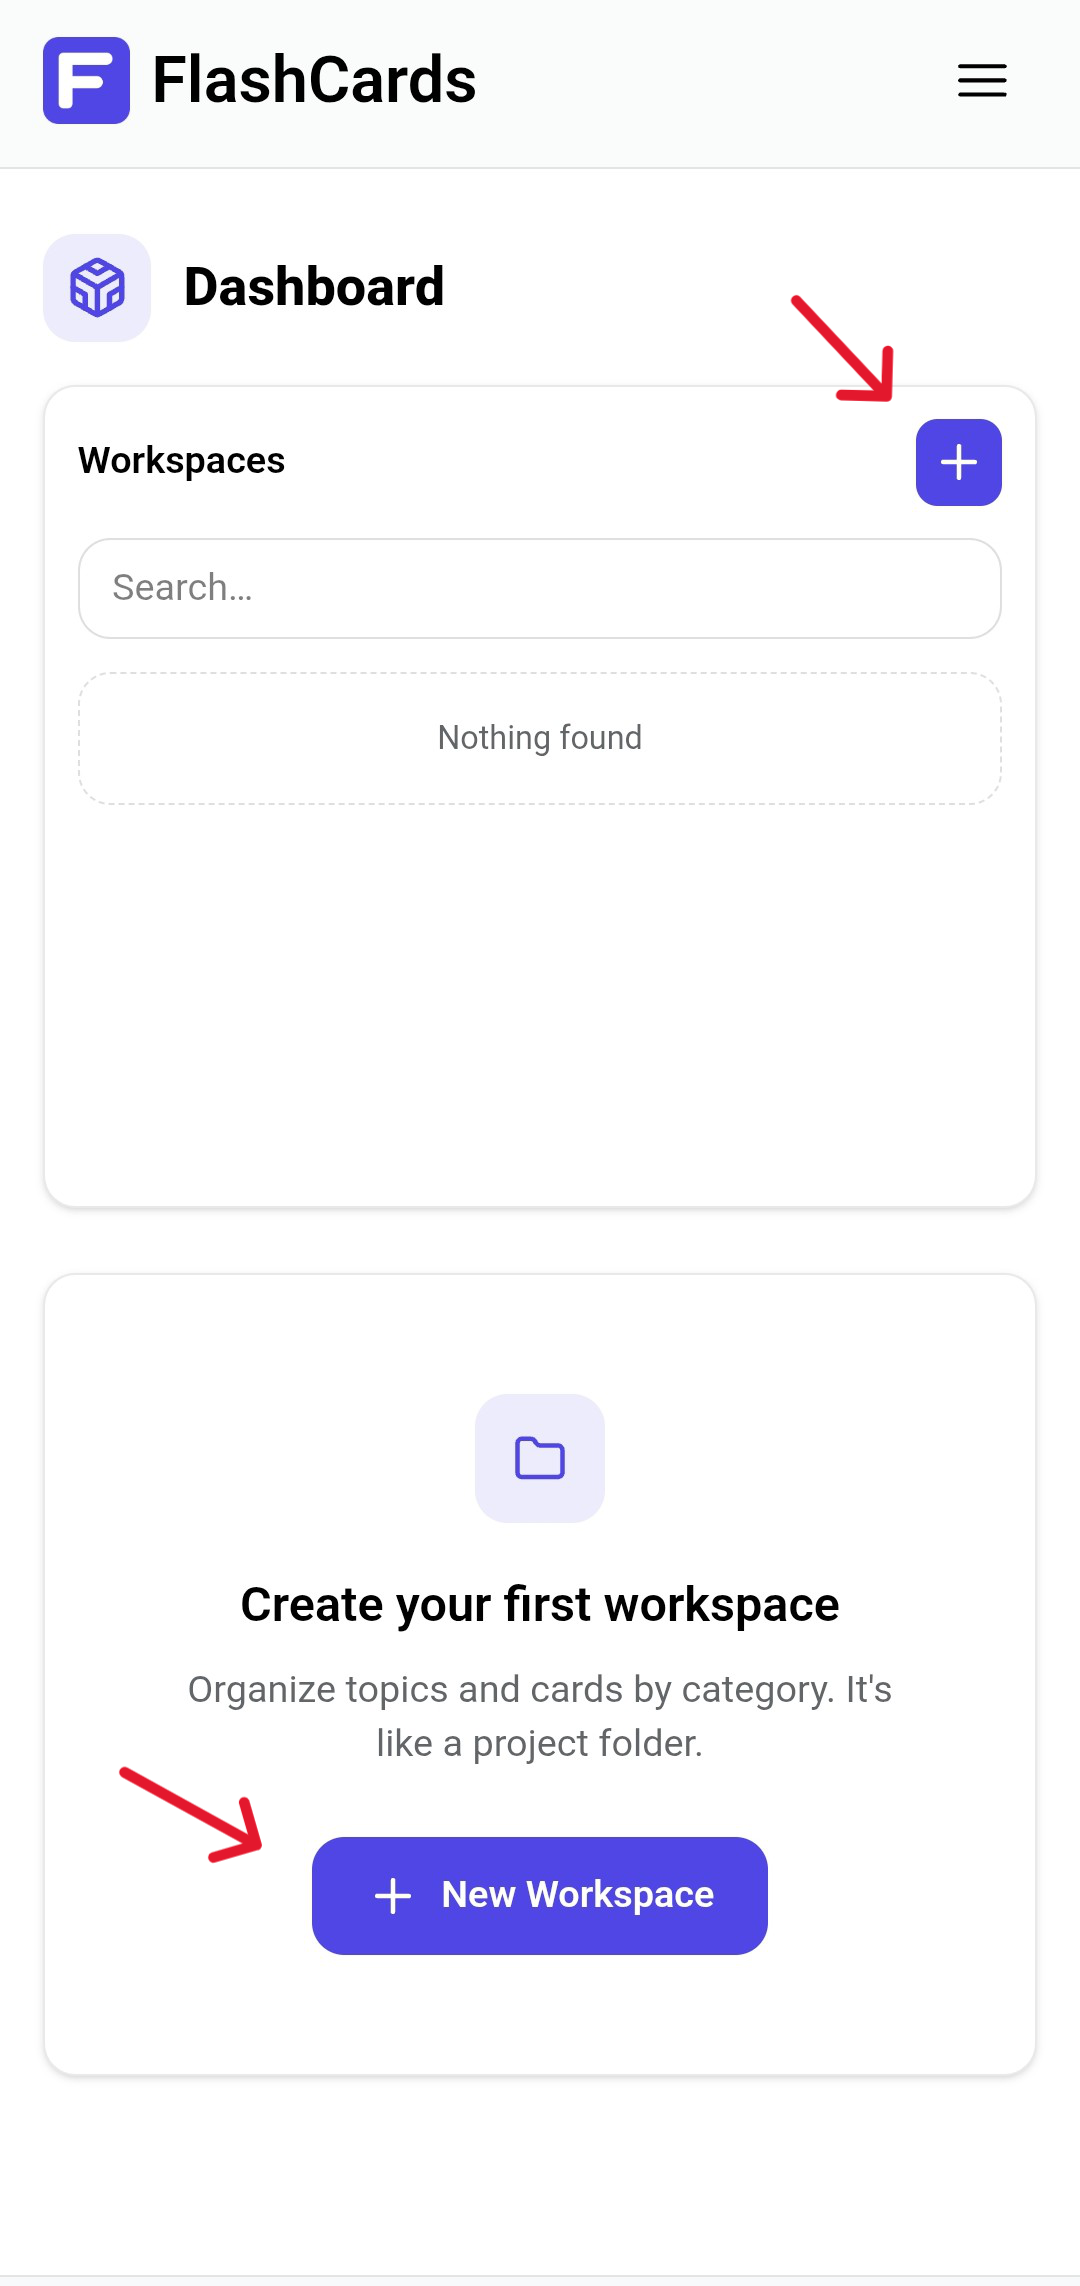 FlashCards
Dashboard
Workspaces
Search...
Nothing found
Create your first workspace
Organize topics and cards by category. It's
like a project folder.
New Workspace